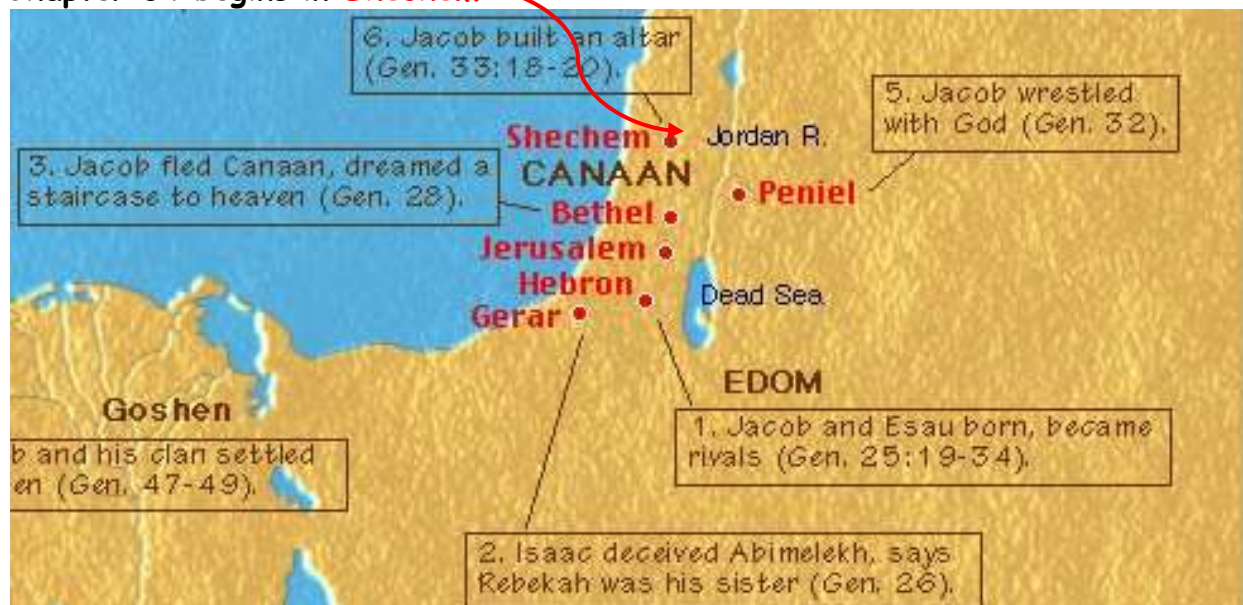 6. Jacob built an altar
(Gen. 33:18-20).
5. Jacob wrestled
with God (Gen. 32).
Shechem
Jordan R.
3. Jacob fled Canaan, dreamed a
staircase to heaven (Gen. 28).
CANAAN
Peniel
Bethel
Jerusalem
Hebron
Dead Sea
Gerar
EDOM
Goshen
1. Jacob and Esau born, became
rivals (Gen. 25:19-34).
b and his clan settled
en (Gen. 47-49).
2. Isaac deceived Abimelekh, says
Rebekah was his sister (Gen. 26).